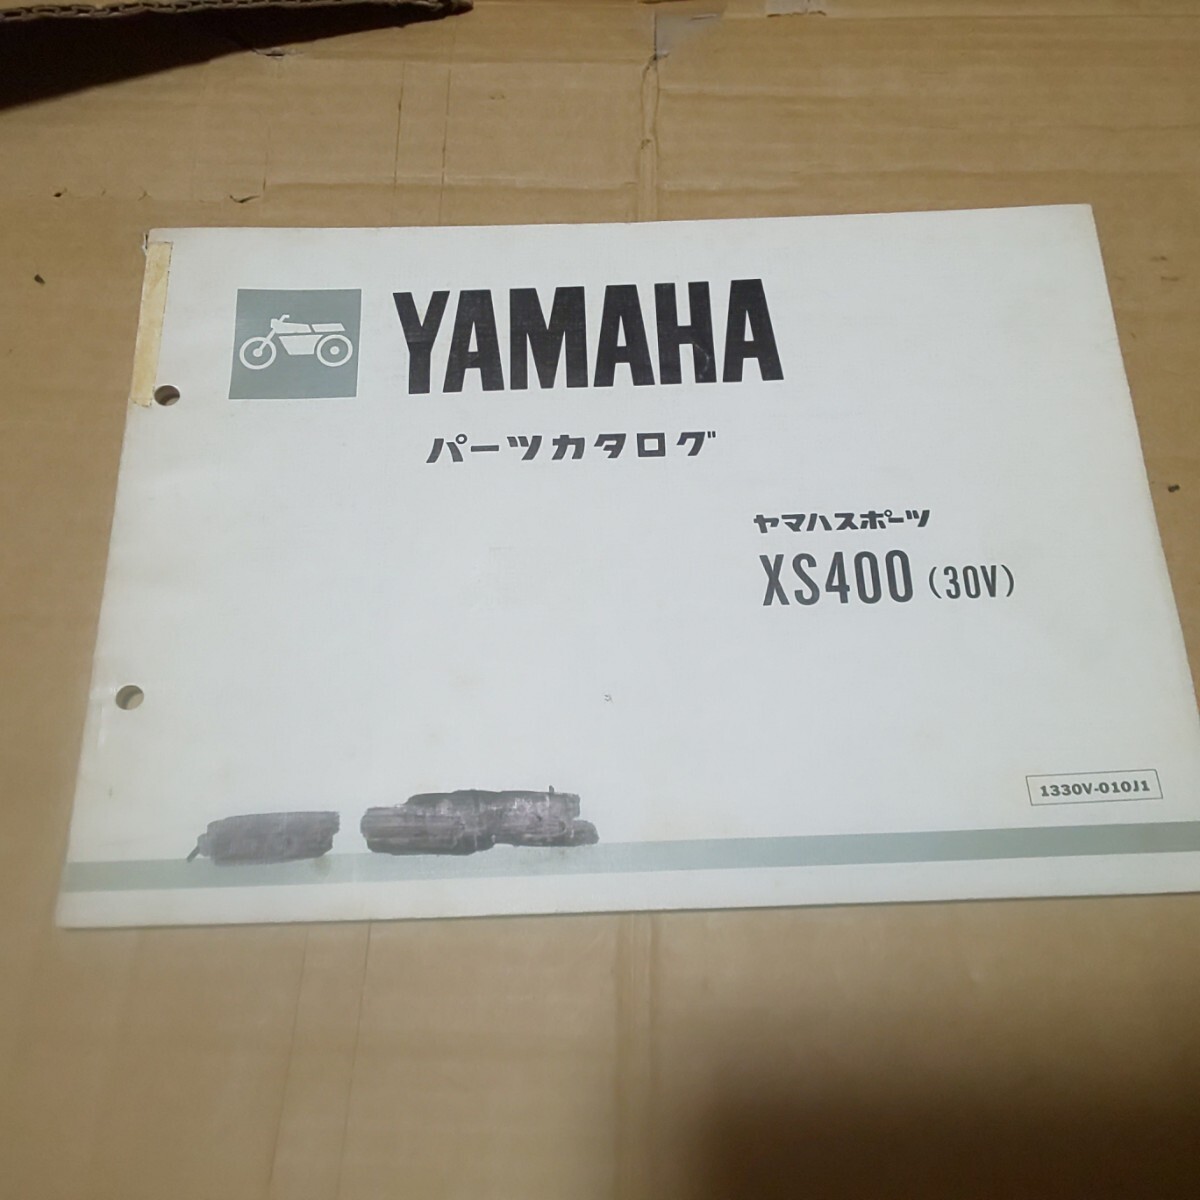 YAMAHA
パーツカタログ
ヤマハスポーツ
XS400 (30V)
1330V-010J1